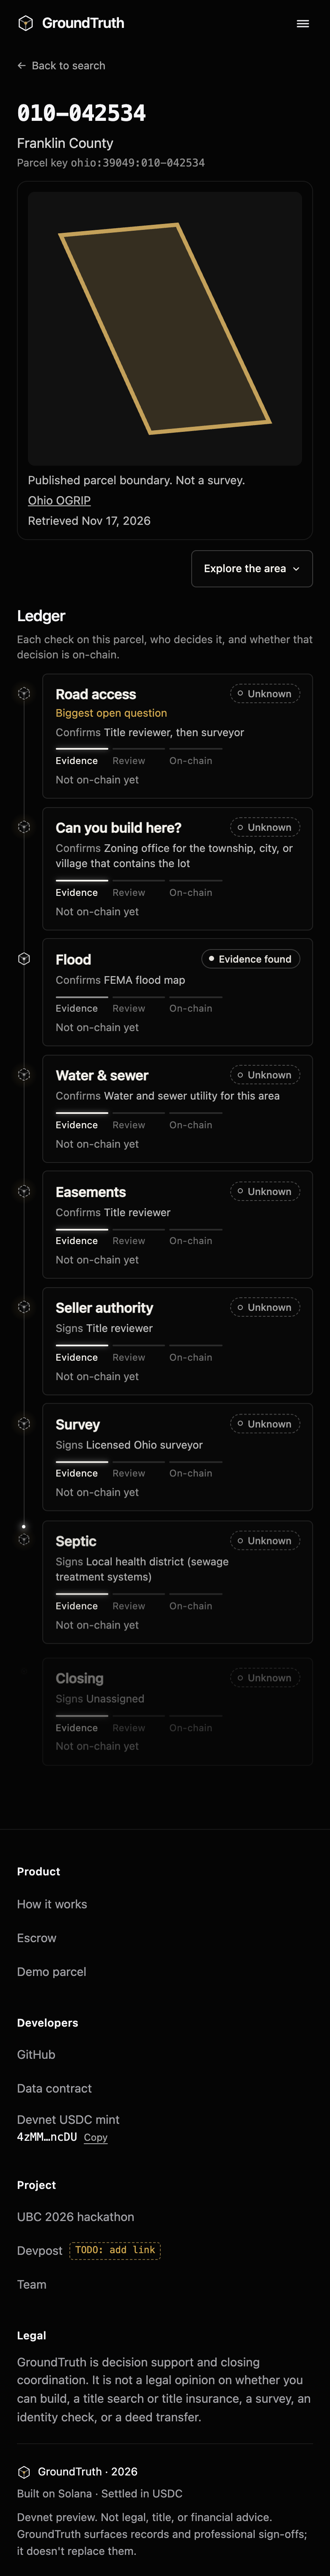 GroundTruth
← Back to search
010-042534
Franklin County
Parcel key ohio:39049:010-042534
Published parcel boundary. Not a survey.
Ohio OGRIP
Retrieved Nov 17, 2026
Explore the area
Ledger
Each check on this parcel, who decides it, and whether that
decision is on-chain.
Road access
Unknown
Biggest open question
Confirms Title reviewer, then surveyor
Evidence Review On-chain
Not on-chain yet
Can you build here?
Unknown
Confirms Zoning office for the township, city, or
village that contains the lot
Evidence Review On-chain
Not on-chain yet
Flood
Evidence found
Confirms FEMA flood map
Evidence Review On-chain
Not on-chain yet
Water & sewer
Unknown
Confirms Water and sewer utility for this area
Evidence Review On-chain
Not on-chain yet
Easements
Unknown
Confirms Title reviewer
Evidence Review On-chain
Not on-chain yet
Seller authority
Unknown
Signs Title reviewer
Evidence Review On-chain
Not on-chain yet
Survey
Unknown
Signs Licensed Ohio surveyor
Evidence Review On-chain
Not on-chain yet
Septic
Unknown
Signs Local health district (sewage
treatment systems)
Evidence Review On-chain
Not on-chain yet
Closing
Unknown
Signs Unassigned
Evidence Review On-chain
Not on-chain yet
Product
How it works
Escrow
Demo parcel
Developers
GitHub
Data contract
Devnet USDC mint
4zMM…ncDU Copy
Project
UBC 2026 hackathon
Devpost TODO: add link
Team
Legal
GroundTruth is decision support and closing
coordination. It is not a legal opinion on whether you
can build, a title search or title insurance, a survey, an
identity check, or a deed transfer.
GroundTruth · 2026
Built on Solana · Settled in USDC
Devnet preview. Not legal, title, or financial advice.
GroundTruth surfaces records and professional sign-offs;
it doesn't replace them.